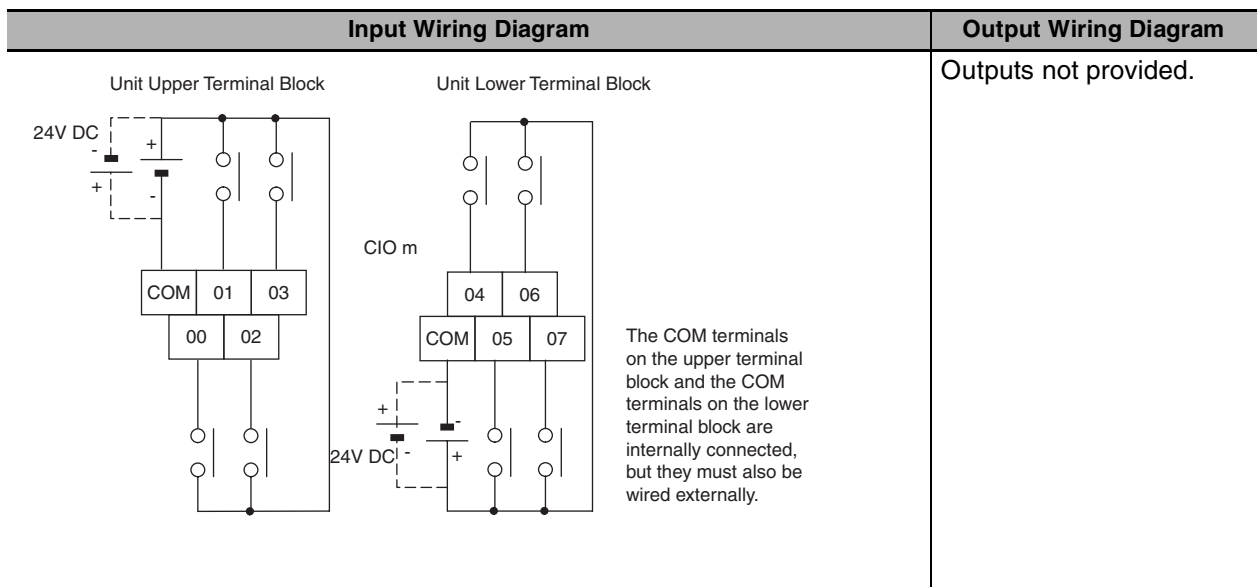 Input Wiring Diagram
Output Wiring Diagram
Outputs not provided.
Unit Upper Terminal Block
Unit Lower Terminal Block
24V DC
-
+
+
-
CIO m
COM 01 03
00 02
04 06
COM 05 07
+
-
-
+
24V DC
The COM terminals
on the upper terminal
block and the COM
terminals on the lower
terminal block are
internally connected,
but they must also be
wired externally.